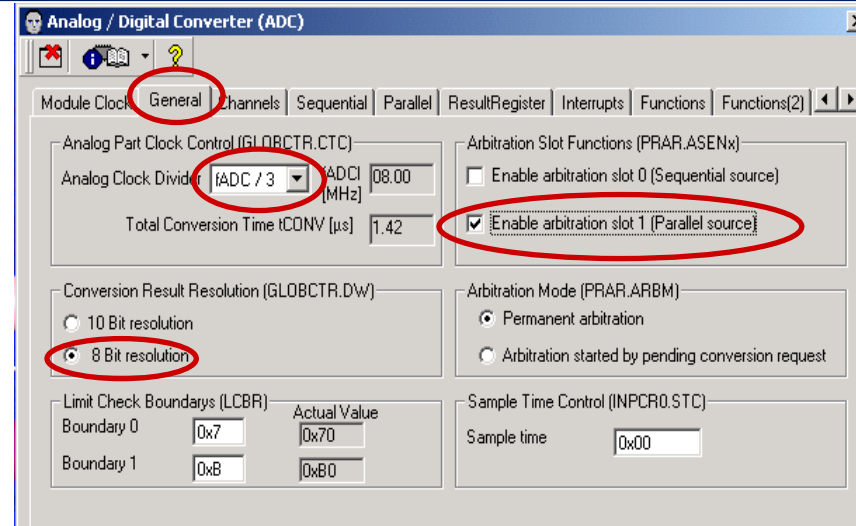 Analog / Digital Converter (ADC)
Module Clock General Channels Sequential Parallel ResultRegister Interrupts Functions Functions(2)
Analog Part Clock Control (GLOBCTR.CTC)
Analog Clock Divider fADC / 3 fADCI [MHz] 08.00
Total Conversion Time tCONV [µs] 1.42
Arbitration Slot Functions (PRAR.ASENx)
Enable arbitration slot 0 (Sequential source)
Enable arbitration slot 1 (Parallel source)
Conversion Result Resolution (GLOBCTR.DW)
10 Bit resolution
8 Bit resolution
Arbitration Mode (PRAR.ARBM)
Permanent arbitration
Arbitration started by pending conversion request
Limit Check Boundarys (LCBR)
Actual Value
Boundary 0 0x7 0x70
Boundary 1 0xB 0xB0
Sample Time Control (INPCR0.STC)
Sample time 0x00